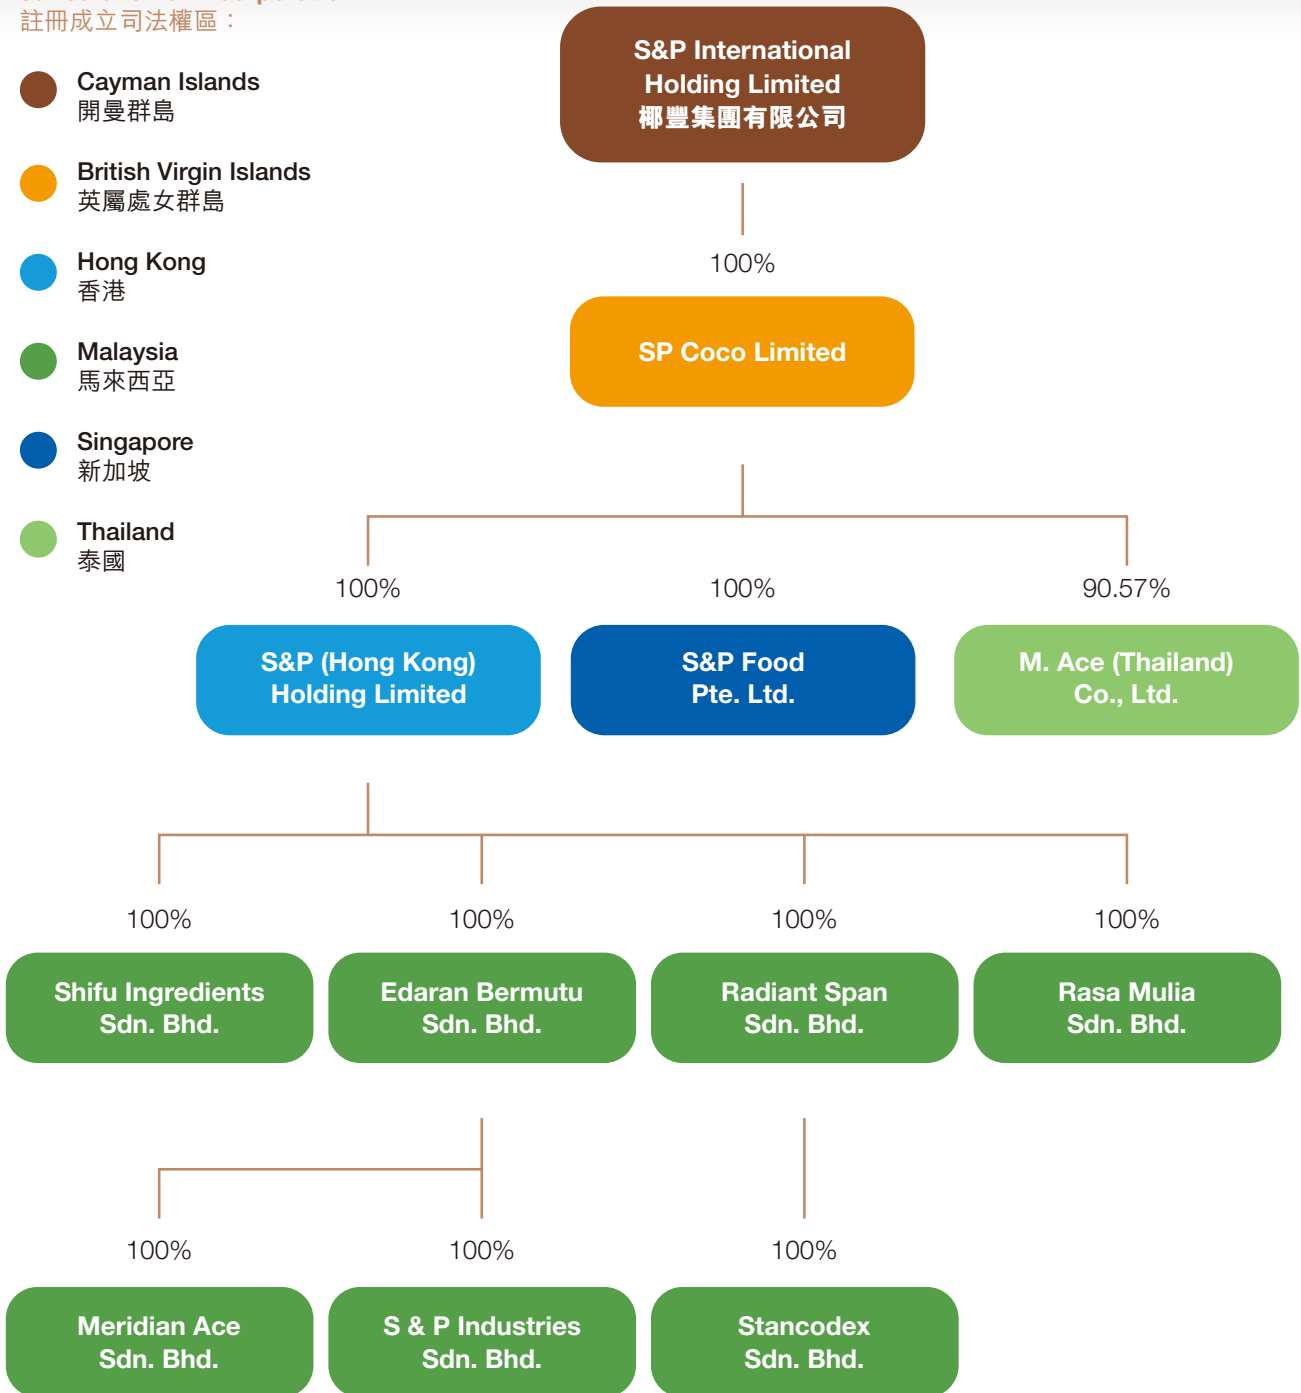 註冊成立司法權區：
Cayman Islands
開曼群島
British Virgin Islands
英屬處女群島
Hong Kong
香港
Malaysia
馬來西亞
Singapore
新加坡
Thailand
泰國
S&P International
Holding Limited
椰豐集團有限公司
100%
SP Coco Limited
100%
100%
90.57%
S&P (Hong Kong)
Holding Limited
S&P Food
Pte. Ltd.
M. Ace (Thailand)
Co., Ltd.
100%
100%
100%
100%
Shifu Ingredients
Sdn. Bhd.
Edaran Bermutu
Sdn. Bhd.
Radiant Span
Sdn. Bhd.
Rasa Mulia
Sdn. Bhd.
100%
100%
100%
Meridian Ace
Sdn. Bhd.
S & P Industries
Sdn. Bhd.
Stancodex
Sdn. Bhd.